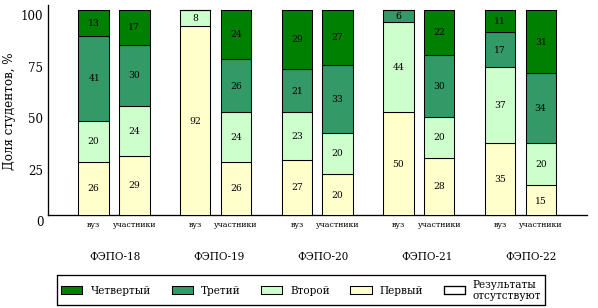 Доля студентов, %
100
75
50
25
0
13 17 8 24 29 27 6 22 11 31
41 30 26 21 33 44 30 17 34
20 24 92 24 23 20 20 37 20
26 29 26 27 20 50 28 35 15
вуз участники вуз участники вуз участники вуз участники вуз участники
ФЭПО-18 ФЭПО-19 ФЭПО-20 ФЭПО-21 ФЭПО-22
Четвертый Третий Второй Первый Результаты
отсутствуют